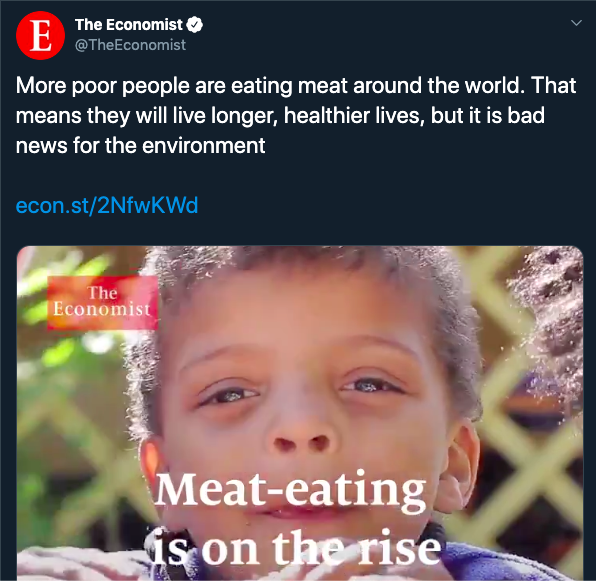 The Economist
@TheEconomist
More poor people are eating meat around the world. That
means they will live longer, healthier lives, but it is bad
news for the environment
econ.st/2NfwKWd
The
Economist
Meat-eating
is on the rise